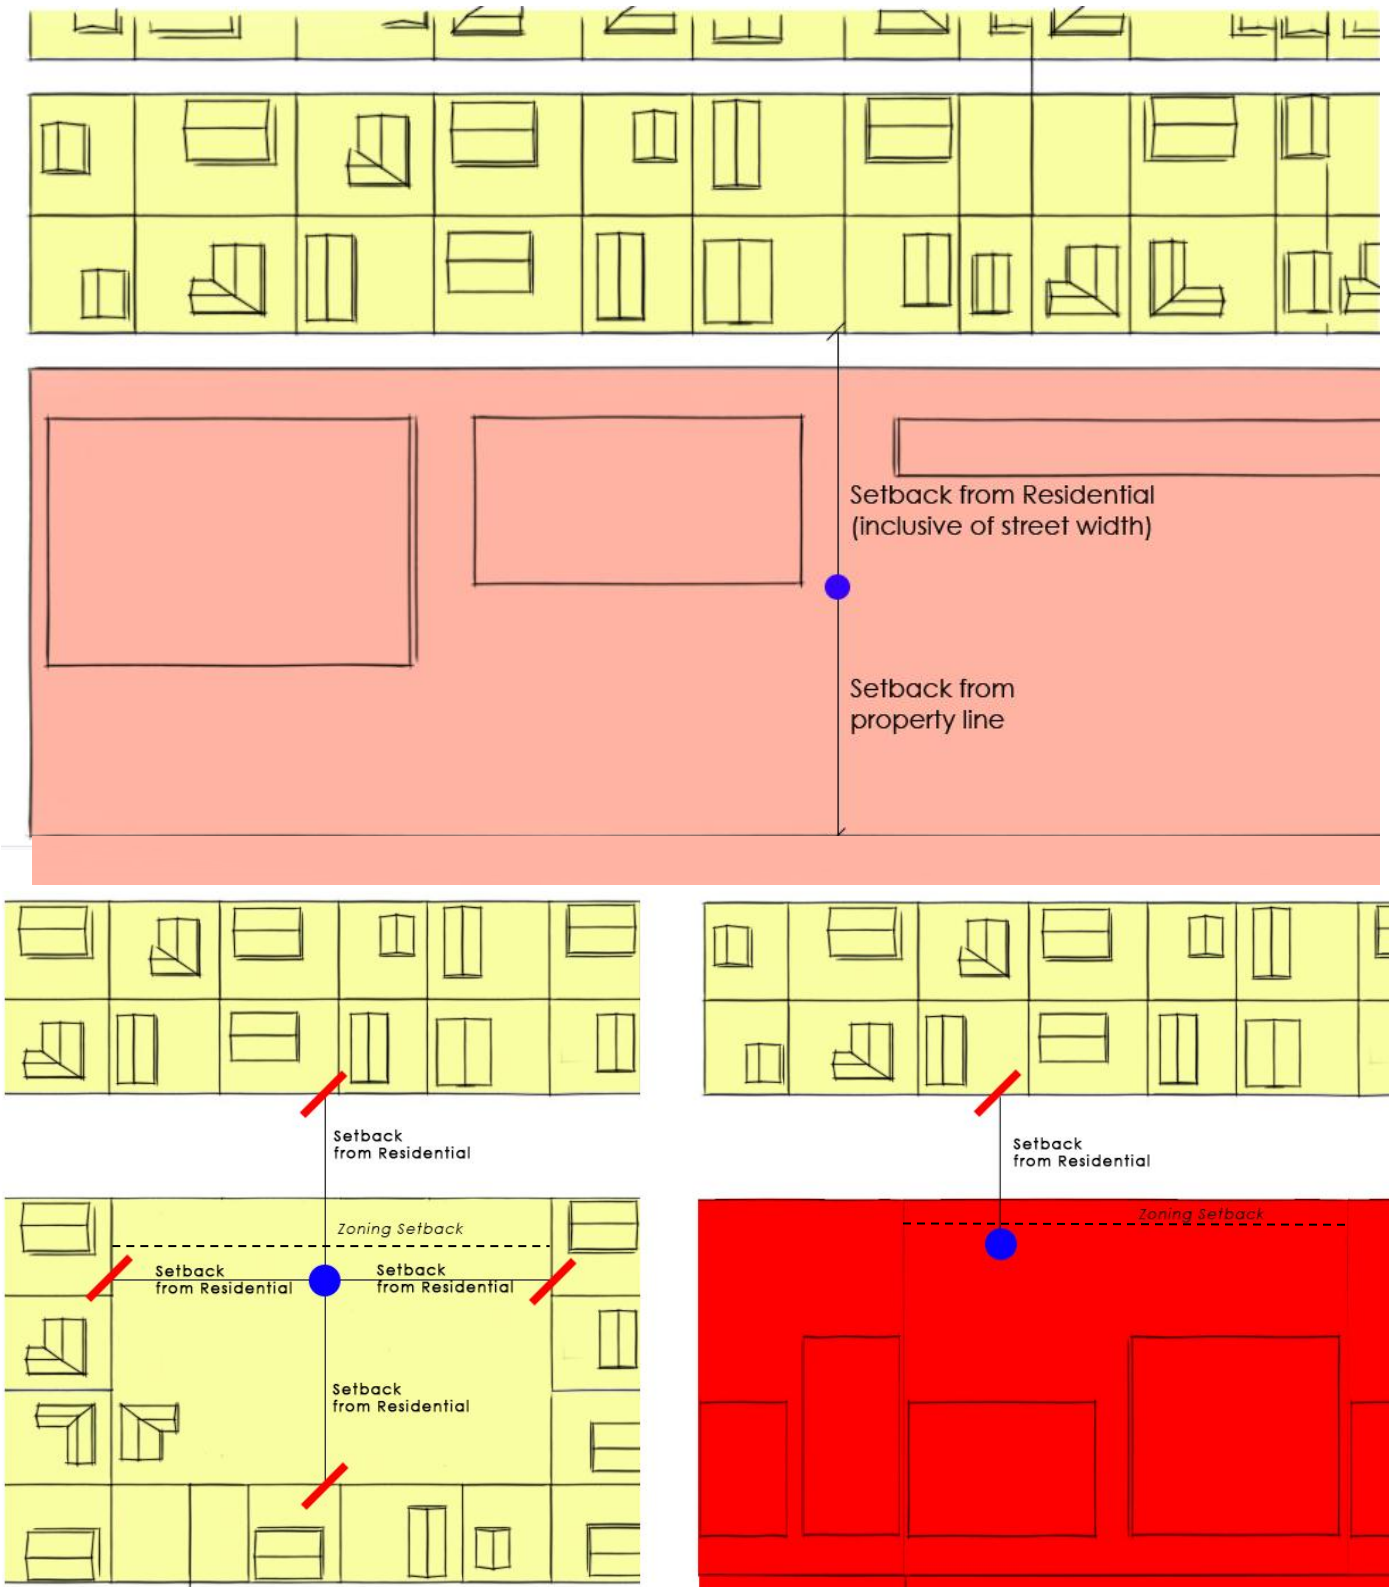 Setback from Residential
(inclusive of street width)
Setback from
property line
Setback
from Residential
Zoning Setback
Setback
from Residential
Setback
from Residential
Setback
from Residential
Setback
from Residential
Zoning Setback